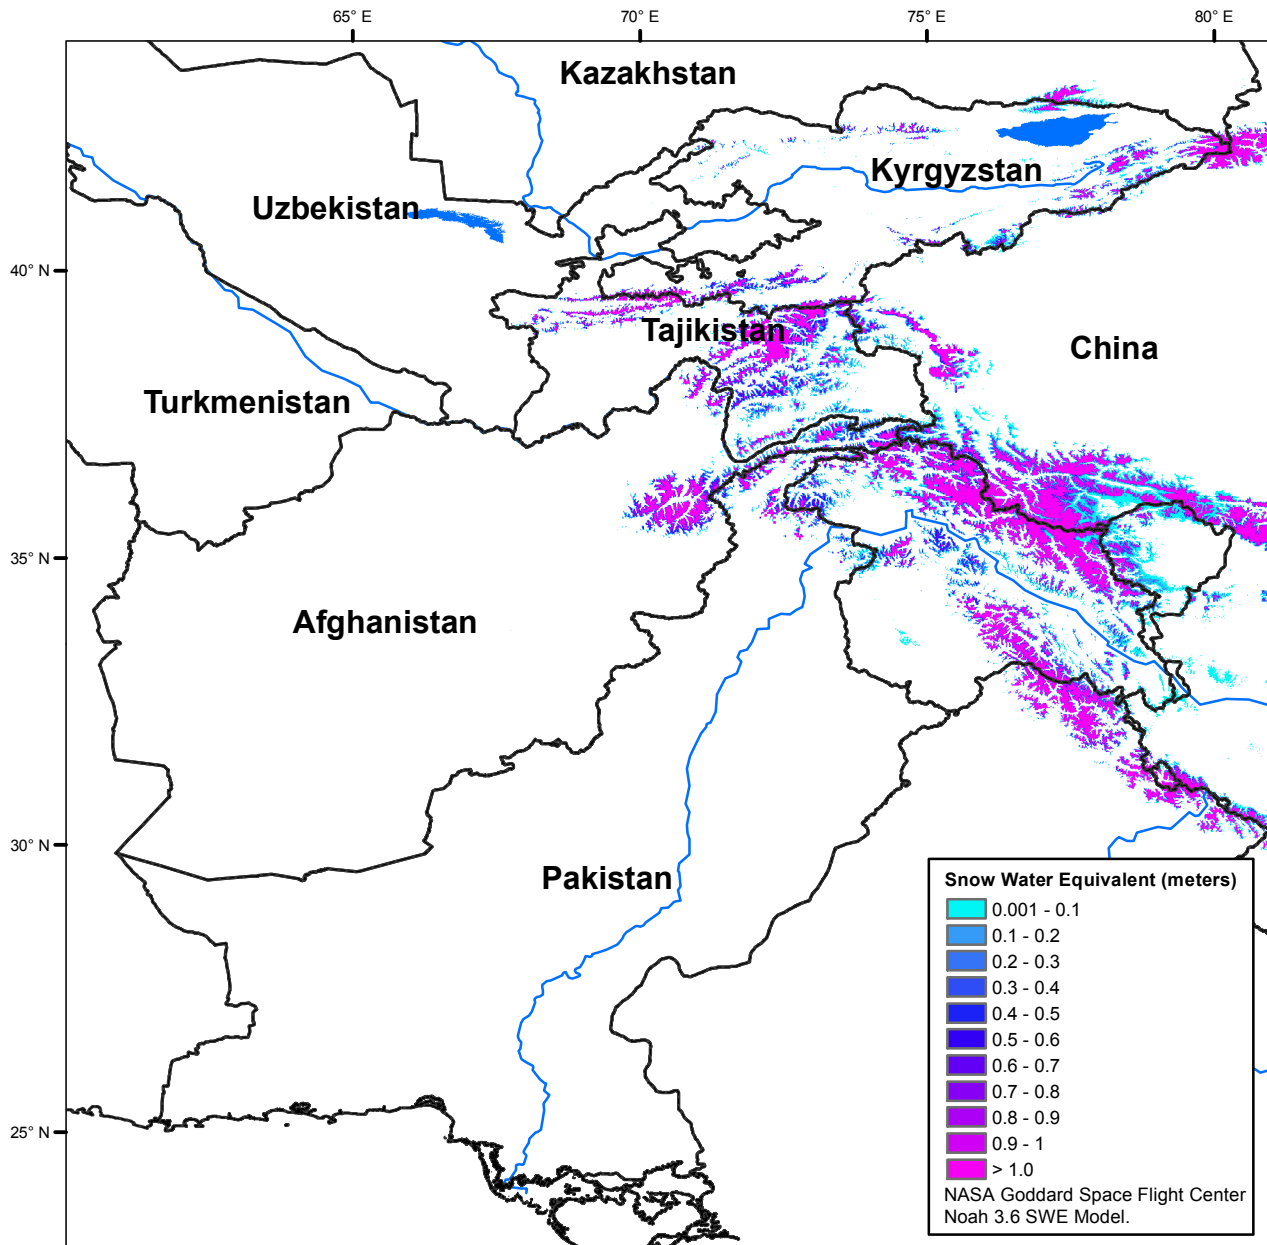 65° E
70° E
75° E
80° E
Kazakhstan
Kyrgyzstan
Uzbekistan
40° N
Tajikistan
China
Turkmenistan
35° N
Afghanistan
30° N
Pakistan
25° N
Snow Water Equivalent (meters)
0.001 - 0.1
0.1 - 0.2
0.2 - 0.3
0.3 - 0.4
0.4 - 0.5
0.5 - 0.6
0.6 - 0.7
0.7 - 0.8
0.8 - 0.9
0.9 - 1
> 1.0
NASA Goddard Space Flight Center
Noah 3.6 SWE Model.